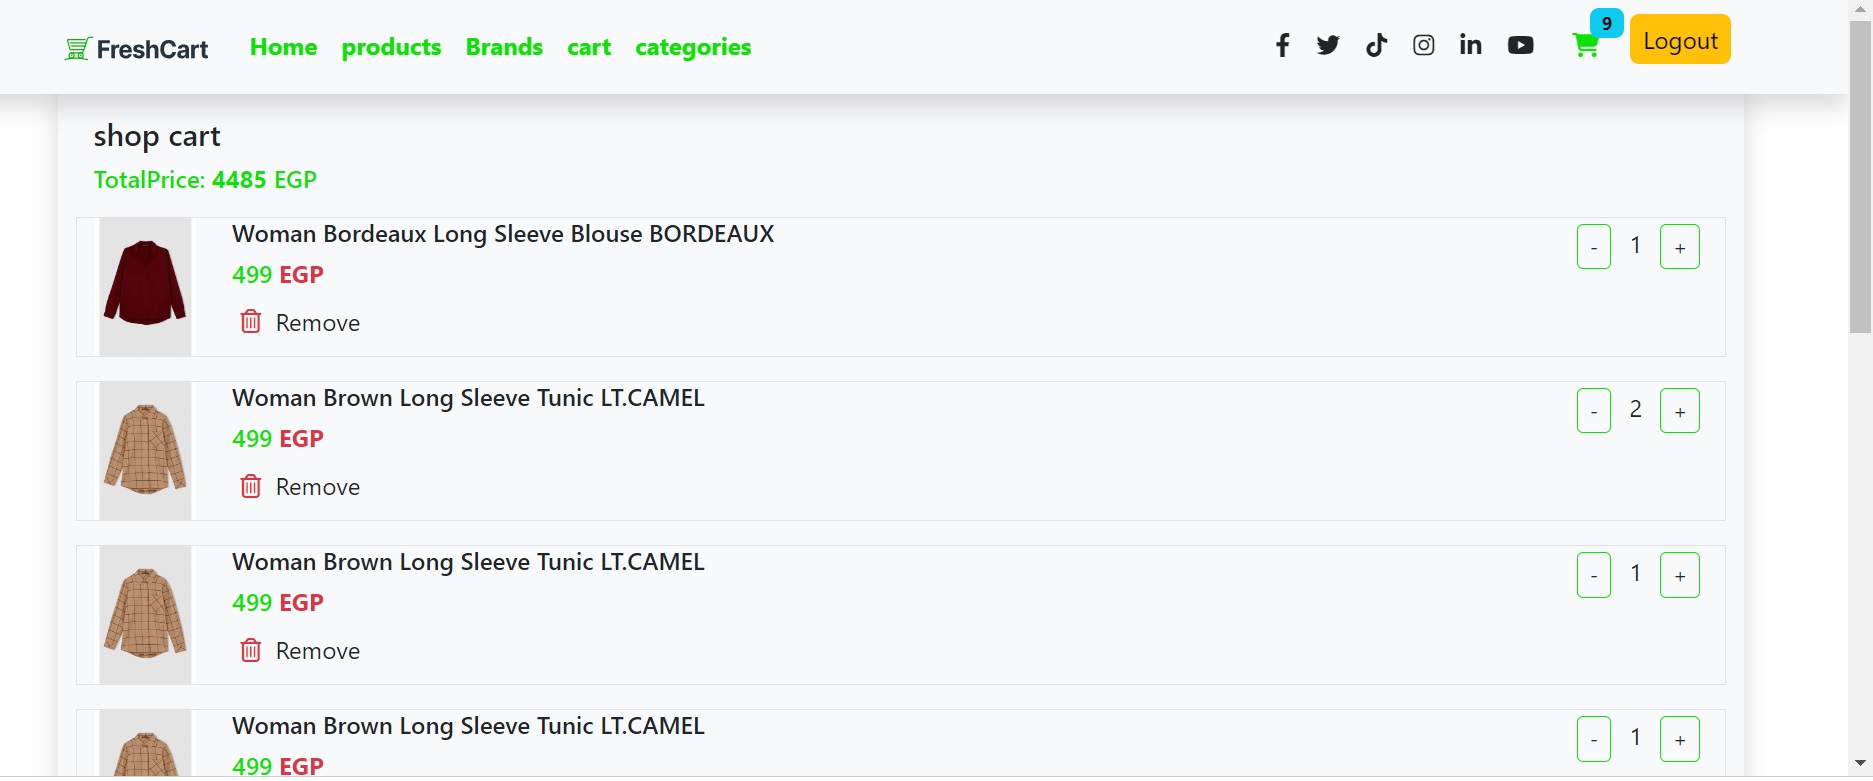 FreshCart Home products Brands cart categories 9 Logout
shop cart
TotalPrice: 4485 EGP
Woman Bordeaux Long Sleeve Blouse BORDEAUX - 1 +
499 EGP
Remove
Woman Brown Long Sleeve Tunic LT.CAMEL - 2 +
499 EGP
Remove
Woman Brown Long Sleeve Tunic LT.CAMEL - 1 +
499 EGP
Remove
Woman Brown Long Sleeve Tunic LT.CAMEL - 1 +
499 EGP